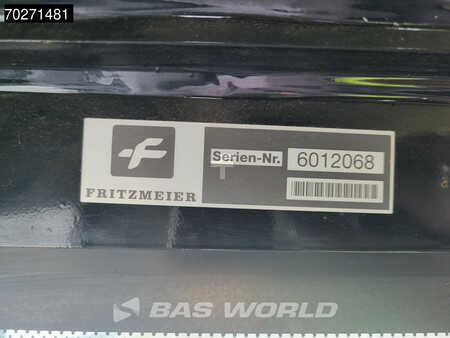 70271481
Serien-Nr. 6012068
FRITZMEIER
BAS WORLD